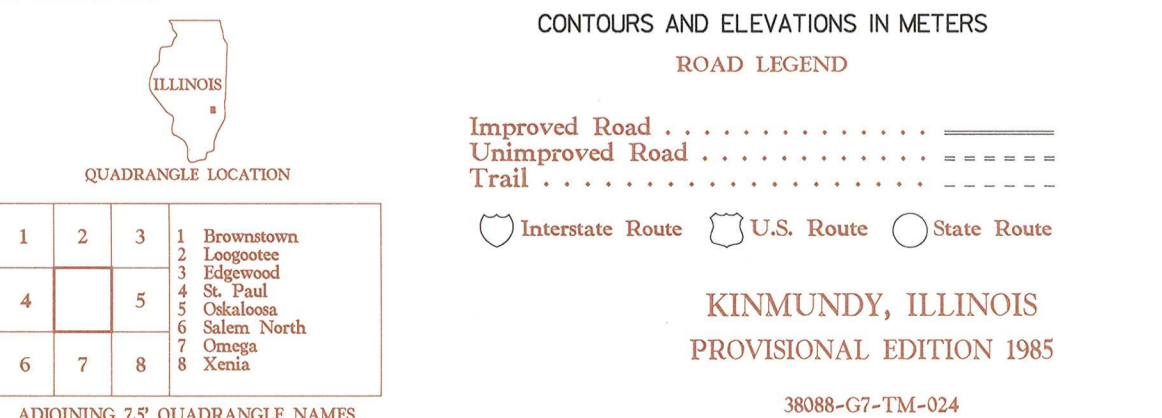 ILLINOIS
QUADRANGLE LOCATION
1 2 3
4 5
6 7 8
1 Brownstown
2 Loogootee
3 Edgewood
4 St. Paul
5 Oskaloosa
6 Salem North
7 Omega
8 Xenia
ADJOINING 7.5' QUADRANGLE NAMES
CONTOURS AND ELEVATIONS IN METERS
ROAD LEGEND
Improved Road
Unimproved Road
Trail
Interstate Route U.S. Route State Route
KINMUNDY, ILLINOIS
PROVISIONAL EDITION 1985
38088-G7-TM-024